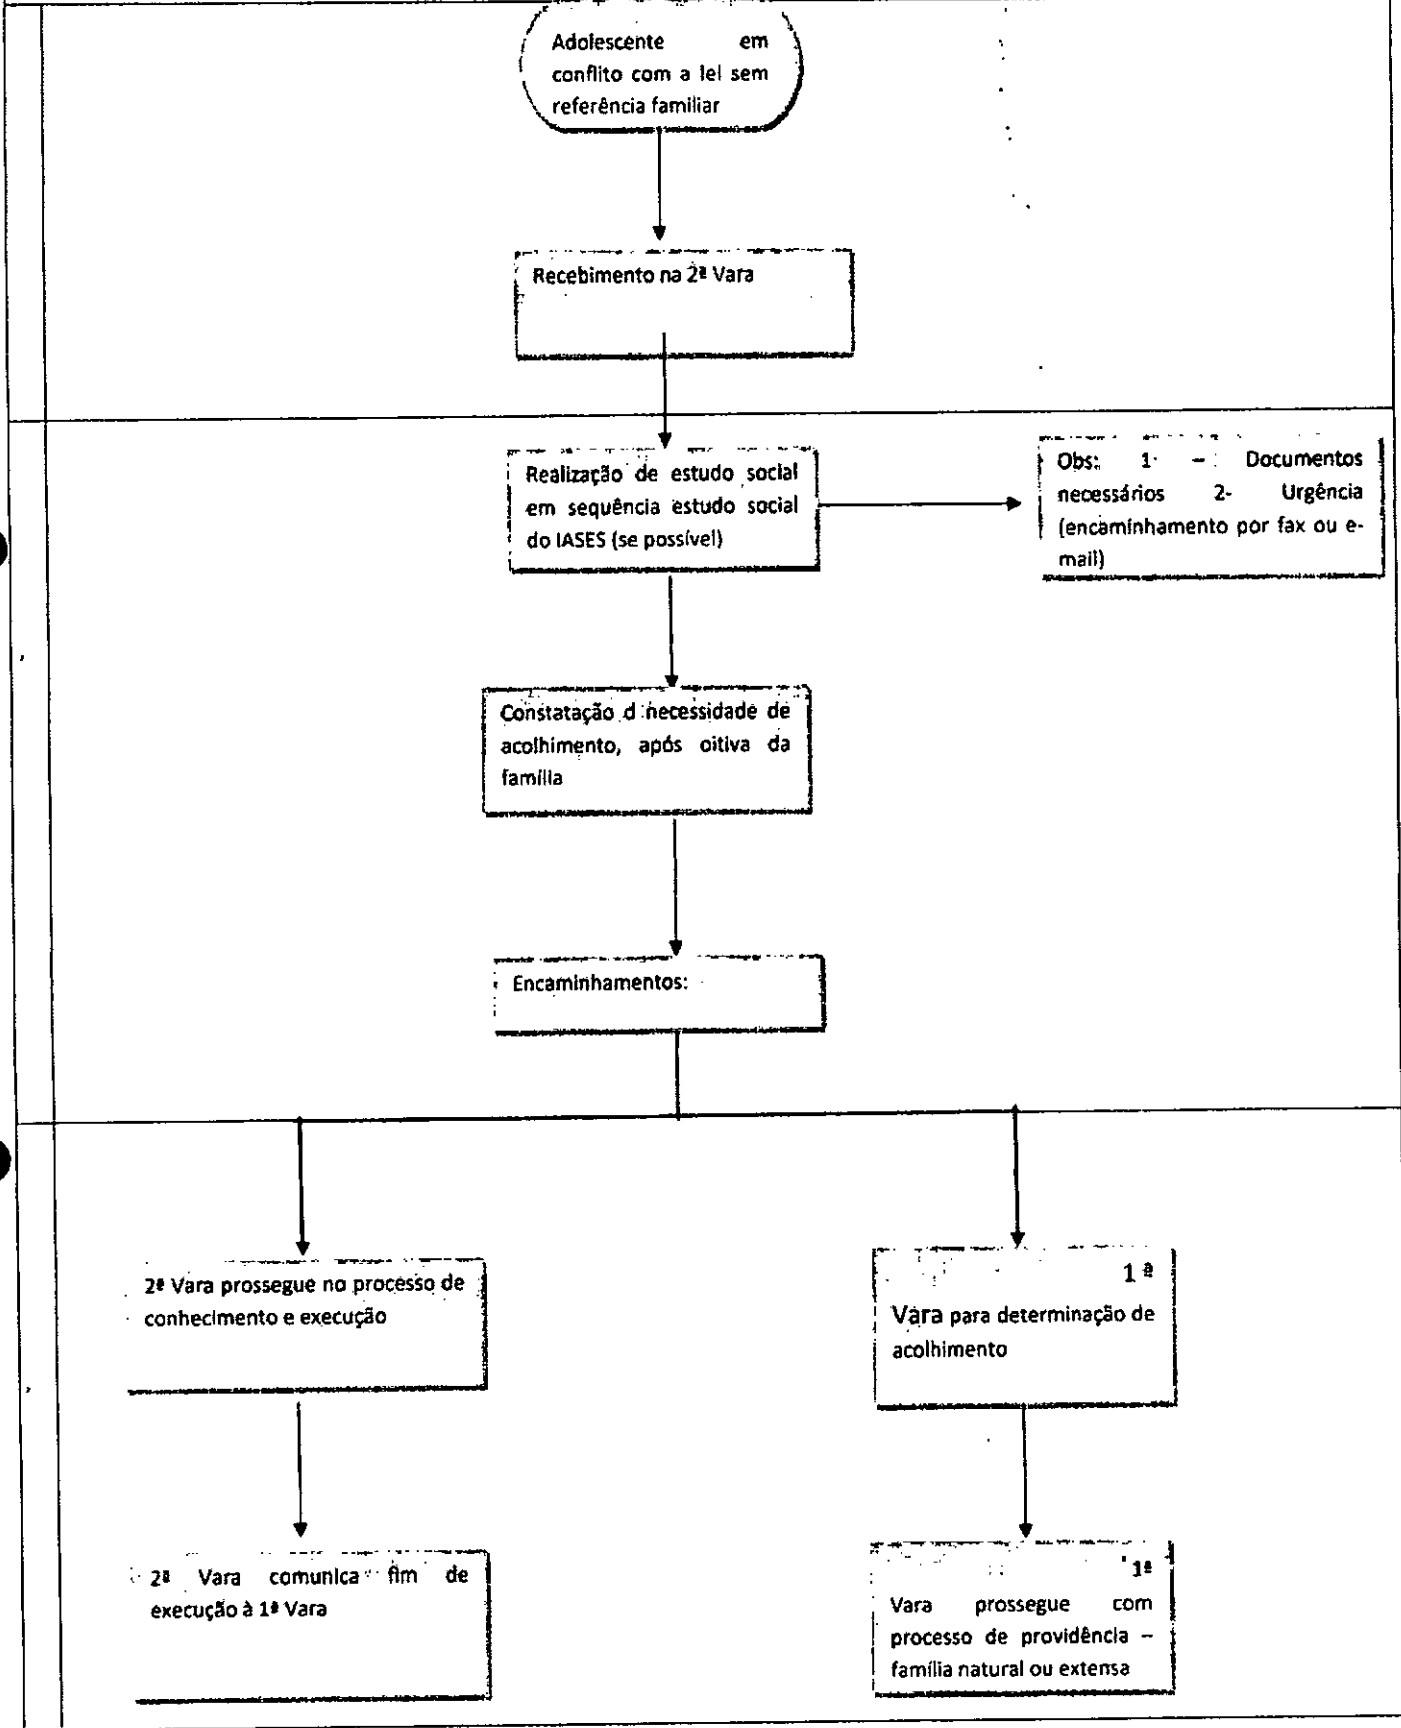 Adolescente em
conflito com a lei sem
referência familiar
Recebimento na 2ª Vara
Realização de estudo social
em sequência estudo social
do IASES (se possível)
Obs: 1 – Documentos
necessários 2- Urgência
(encaminhamento por fax ou e-
mail)
Constatação d necessidade de
acolhimento, após oitiva da
família
Encaminhamentos:
2ª Vara prossegue no processo de
conhecimento e execução
1 ª
Vara para determinação de
acolhimento
2ª Vara comunica fim de
execução à 1ª Vara
1ª
Vara prossegue com
processo de providência –
família natural ou extensa